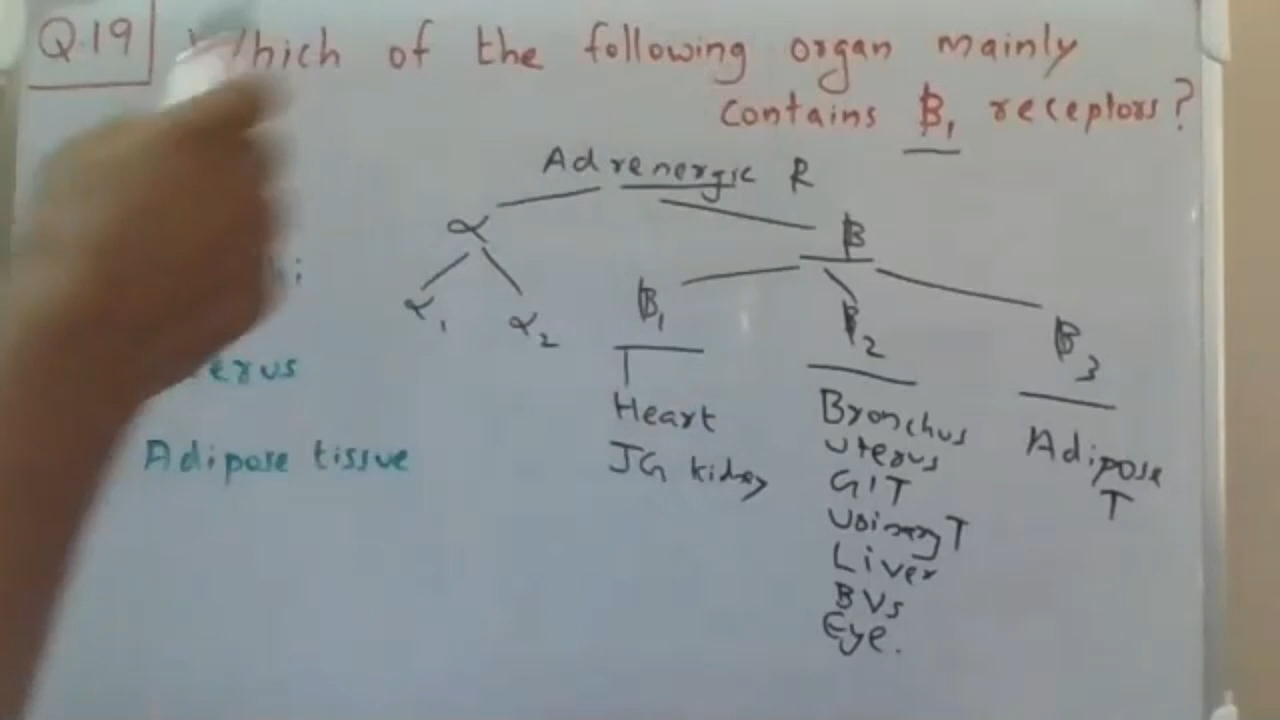 Q.19 Which of the following organ mainly
contains β₁ receptors?
Adrenergic R
α β
α₁ α₂ β₁ β₂ β₃
erus
Adipose tissue
Heart
JG kidney
Bronchus
Uterus
GIT
Urinary T
Liver
BVs
Eye.
Adipose
T